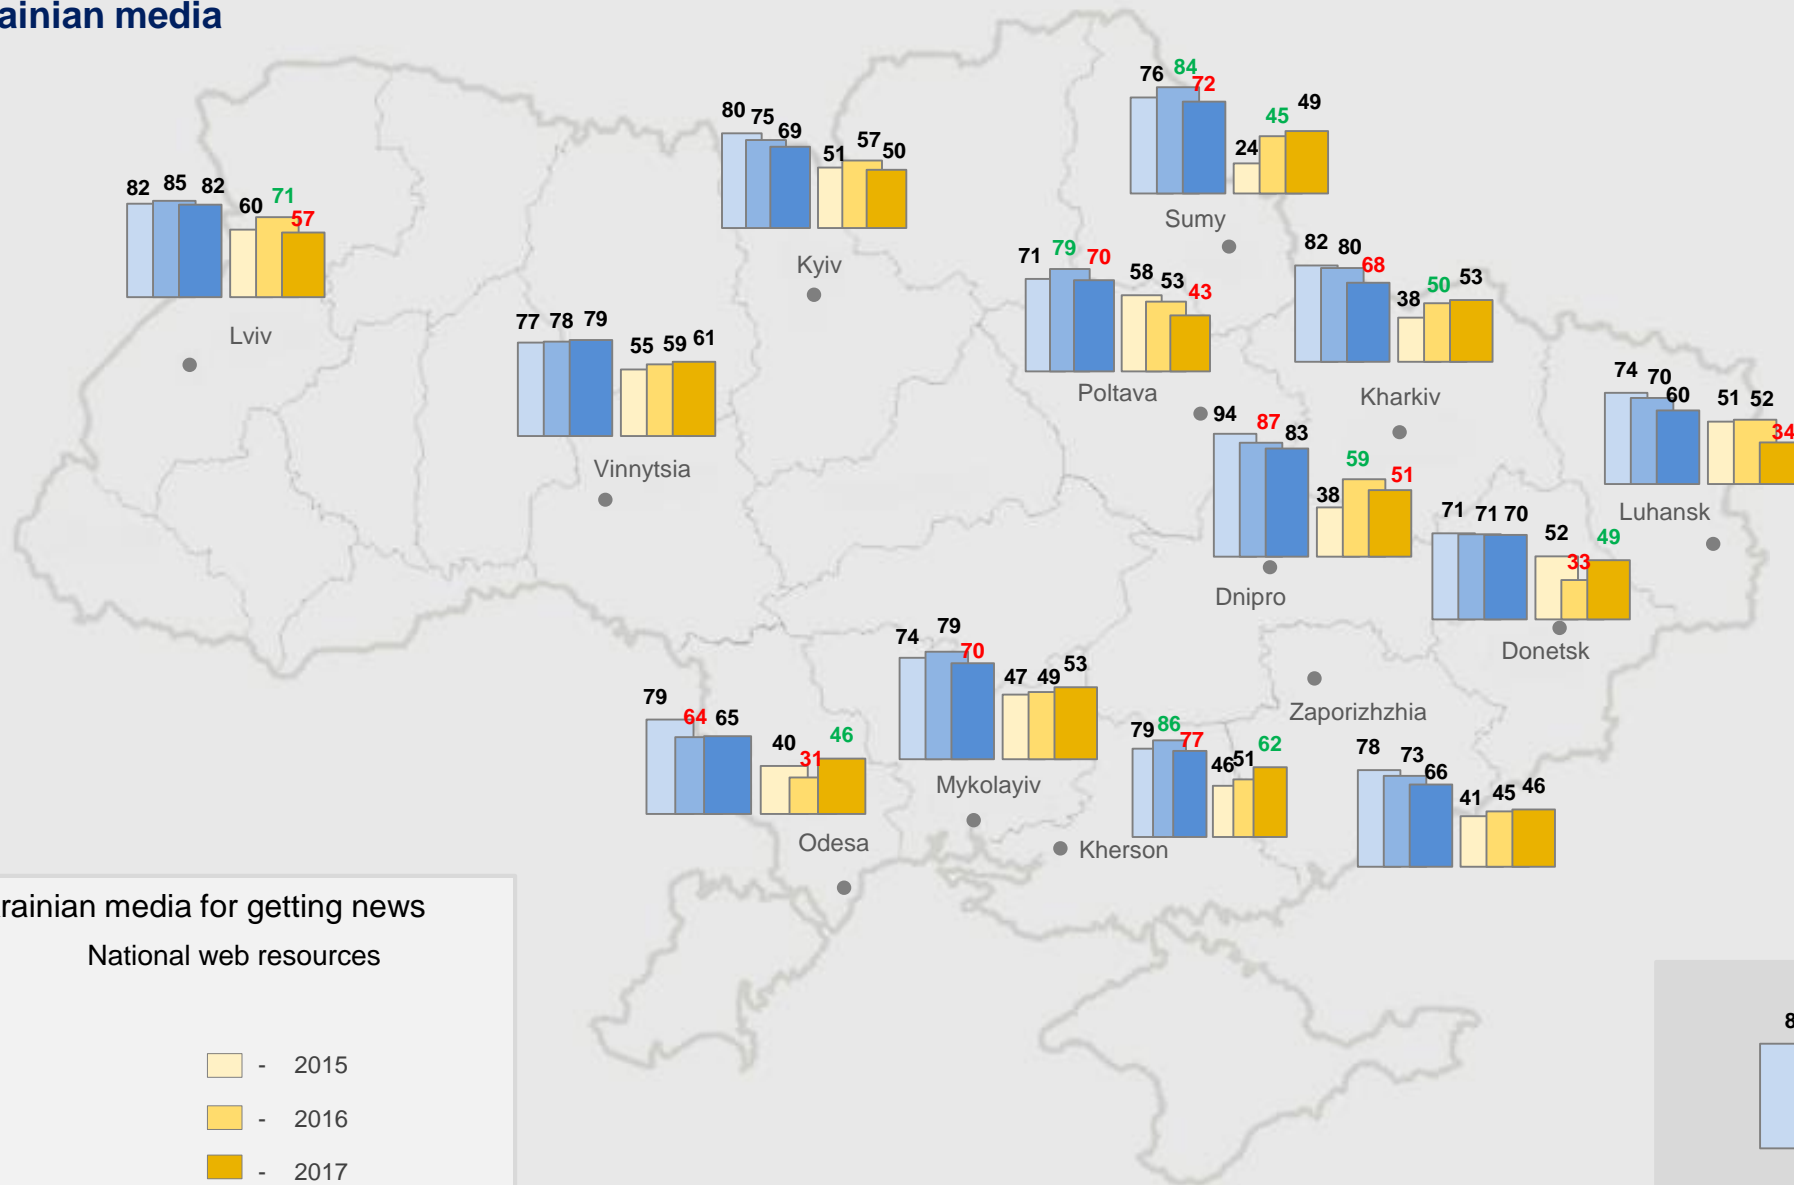 rainian media
76 84 72
24 45 49
Sumy
80 75 69
51 57 50
Kyiv
82 85 82
60 71 57
Lviv
71 79 70
58 53 43
Poltava
82 80 68
38 50 53
Kharkiv
77 78 79
55 59 61
Vinnytsia
74 70 60
51 52 34
Luhansk
94 87 83
38 59 51
Dnipro
71 71 70
52 33 49
Donetsk
74 79 70
47 49 53
Mykolayiv
79 64 65
40 31 46
Odesa
79 86 77
46 51 62
Kherson
Zaporizhzhia
78 73 66
41 45 46
rainian media for getting news
National web resources
- 2015
- 2016
- 2017